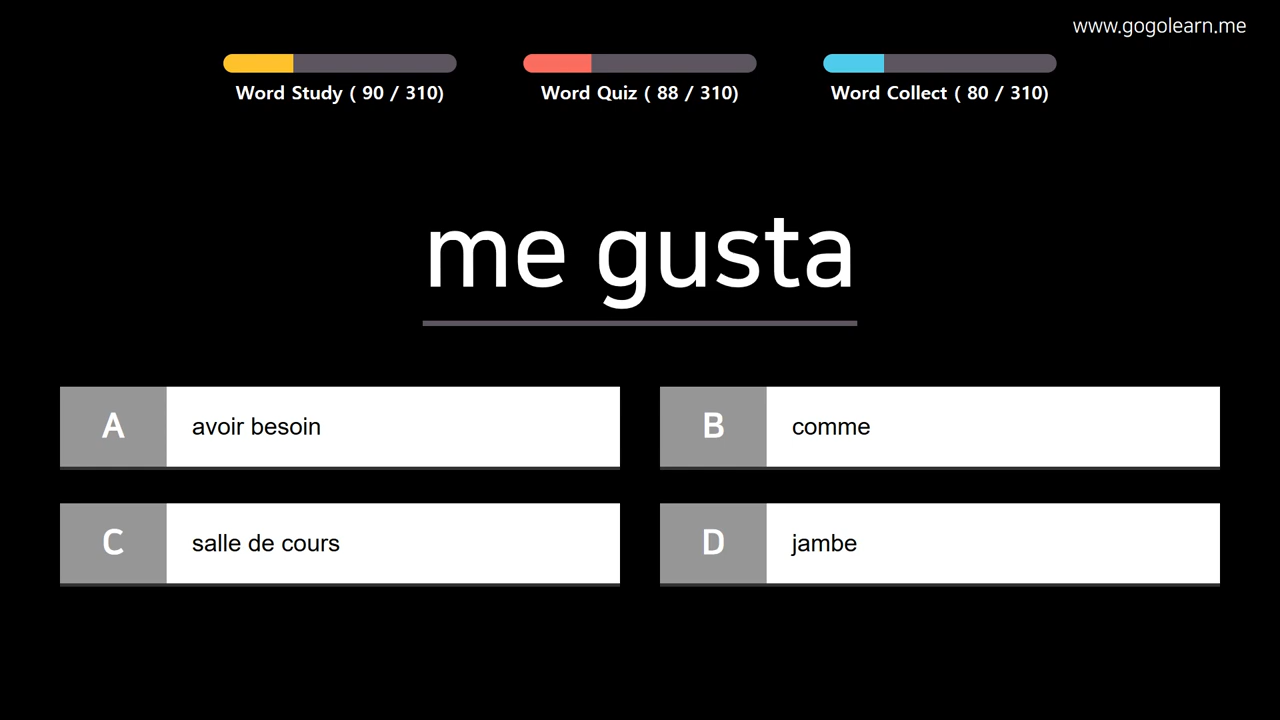 www.gogolearn.me
Word Study ( 90 / 310)
Word Quiz ( 88 / 310)
Word Collect ( 80 / 310)
me gusta
A avoir besoin
B comme
C salle de cours
D jambe